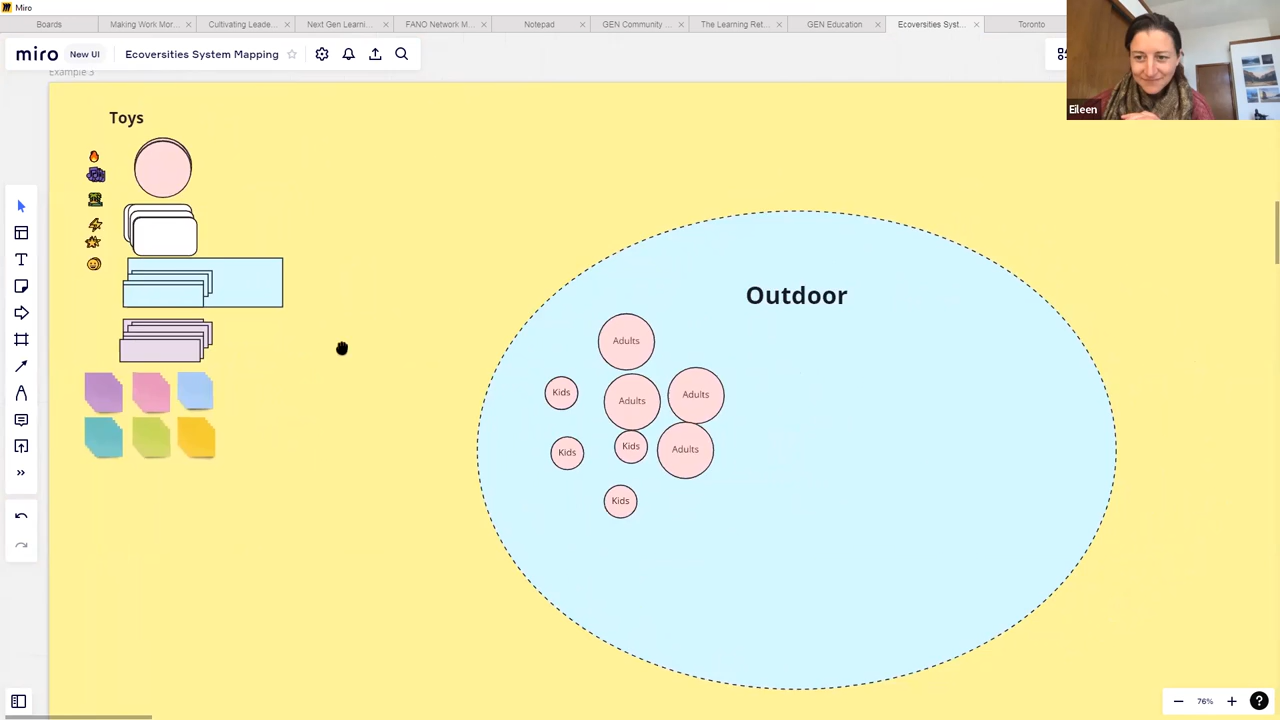 Miro
Boards
Making Work Mor...
Cultivating Leade...
Next Gen Learni...
FANO Network M...
Notepad
GEN Community ...
The Learning Ret...
GEN Education
Ecoversities Syst...
Toronto
miro
New UI
Ecoversities System Mapping
Eileen
Example 3
Toys
Outdoor
Adults
Kids
Adults
Adults
Kids
Kids
Adults
Kids
76%